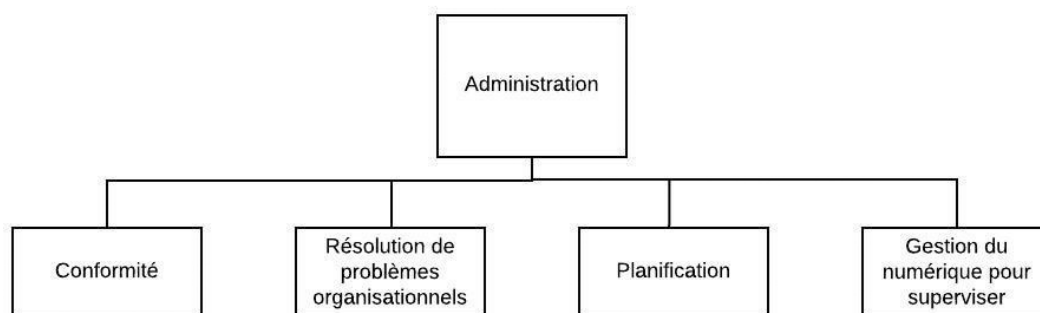 Administration
Conformité
Résolution de
problèmes
organisationnels
Planification
Gestion du
numérique pour
superviser